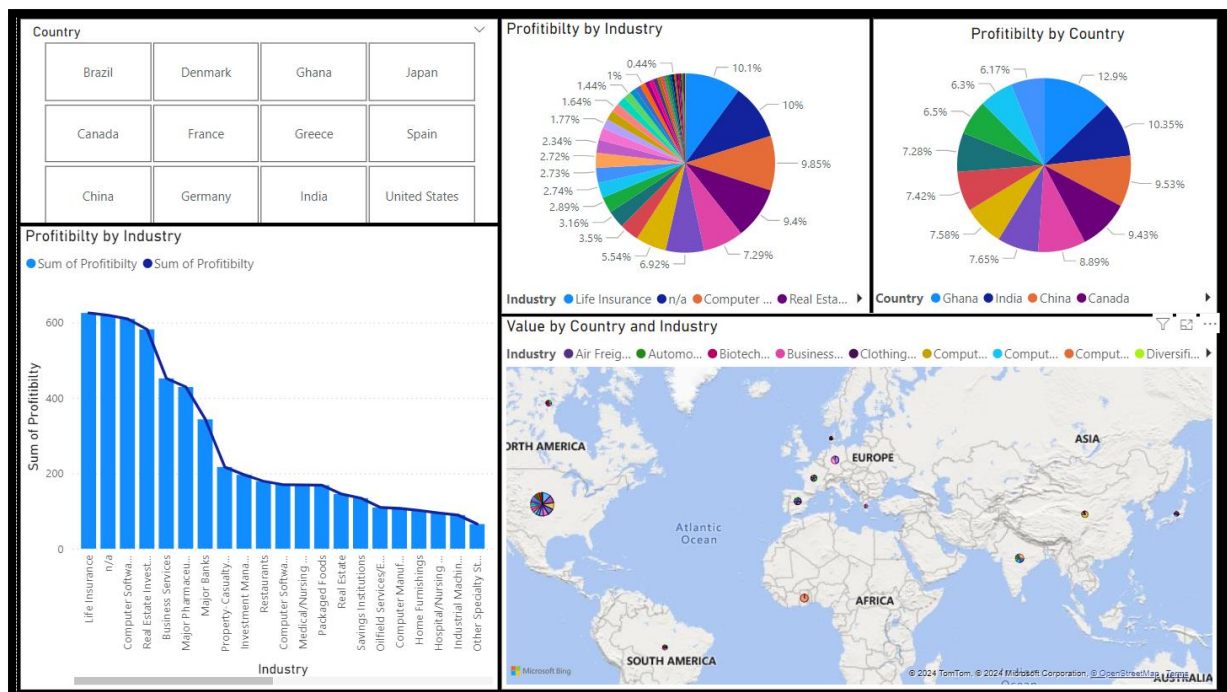 Country
Brazil
Denmark
Ghana
Japan
Canada
France
Greece
Spain
China
Germany
India
United States
Profitibilty by Industry
Sum of Profitibilty Sum of Profitibilty
Sum of Profitibilty
600
400
200
0
Life Insurance
n/a
Computer Softwa...
Real Estate Invest...
Business Services
Major Pharmaceu...
Major Banks
Property-Casualty...
Investment Mana...
Restaurants
Computer Softwa...
Medical/Nursing ...
Packaged Foods
Real Estate
Savings Institutions
Oilfield Services/E...
Computer Manuf...
Home Furnishings
Hospital/Nursing ...
Industrial Machin...
Other Specialty St...
Industry
Profitibilty by Industry
0.44%
1%
1.44%
1.64%
1.77%
2.34%
2.72%
2.73%
2.74%
2.89%
3.16%
3.5%
5.54%
6.92%
7.29%
9.4%
9.85%
10%
10.1%
Industry Life Insurance n/a Computer ... Real Esta...
Profitibilty by Country
6.17%
6.3%
6.5%
7.28%
7.42%
7.58%
7.65%
8.89%
9.43%
9.53%
10.35%
12.9%
Country Ghana India China Canada
Value by Country and Industry
Industry Air Freig... Automo... Biotech... Business... Clothing... Comput... Comput... Comput... Diversifi...
ORTH AMERICA
EUROPE
ASIA
Atlantic
Ocean
AFRICA
SOUTH AMERICA
AUSTRALIA
Microsoft Bing
© 2024 TomTom, © 2024 Microsoft Corporation, © OpenStreetMap Terms
Ocean